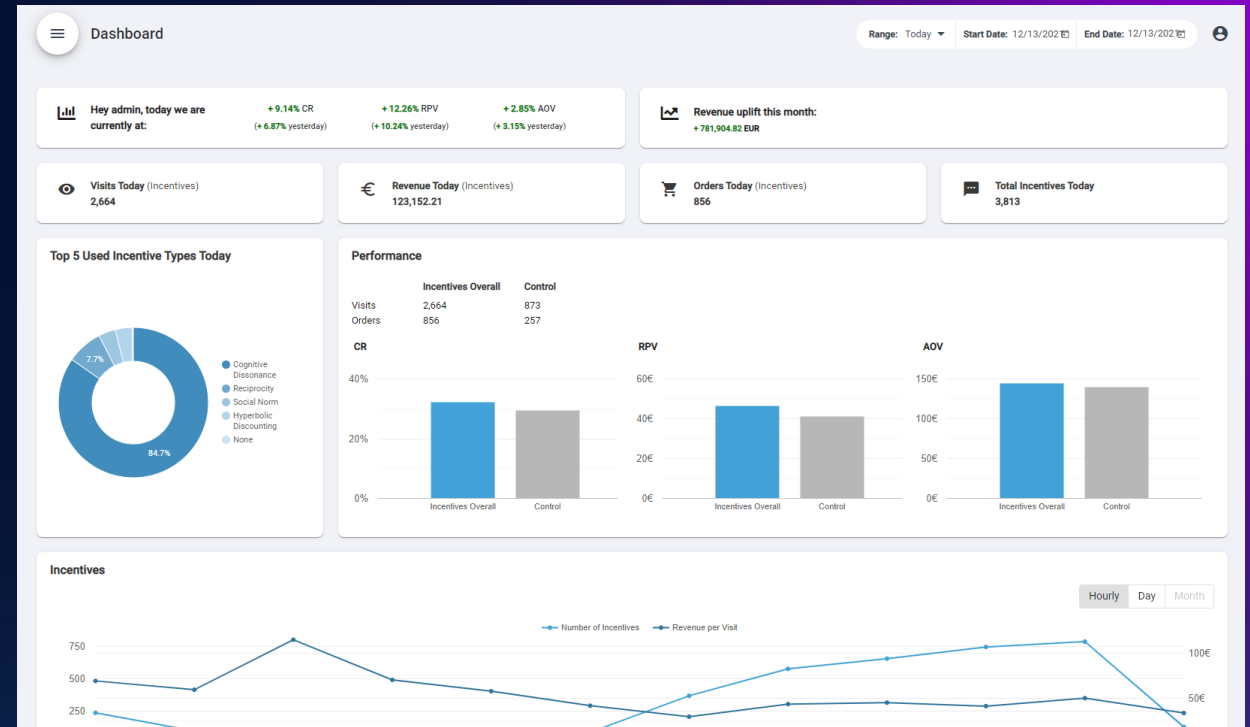 Dashboard
Range: Today
Start Date: 12/13/2021
End Date: 12/13/2021
Hey admin, today we are
currently at:
+ 9.14% CR
(+ 6.87% yesterday)
+ 12.26% RPV
(+ 10.24% yesterday)
+ 2.85% AOV
(+ 3.15% yesterday)
Revenue uplift this month:
+ 781,904.82 EUR
Visits Today (Incentives)
2,664
€
Revenue Today (Incentives)
123,152.21
Orders Today (Incentives)
856
Total Incentives Today
3,813
Top 5 Used Incentive Types Today
7.7%
84.7%
Cognitive
Dissonance
Reciprocity
Social Norm
Hyperbolic
Discounting
None
Performance
Incentives Overall Control
Visits 2,664 873
Orders 856 257
CR
40%
20%
0%
Incentives Overall Control
RPV
60€
40€
20€
0€
Incentives Overall Control
AOV
150€
100€
50€
0€
Incentives Overall Control
Incentives
Hourly Day Month
Number of Incentives Revenue per Visit
750
500
250
100€
50€